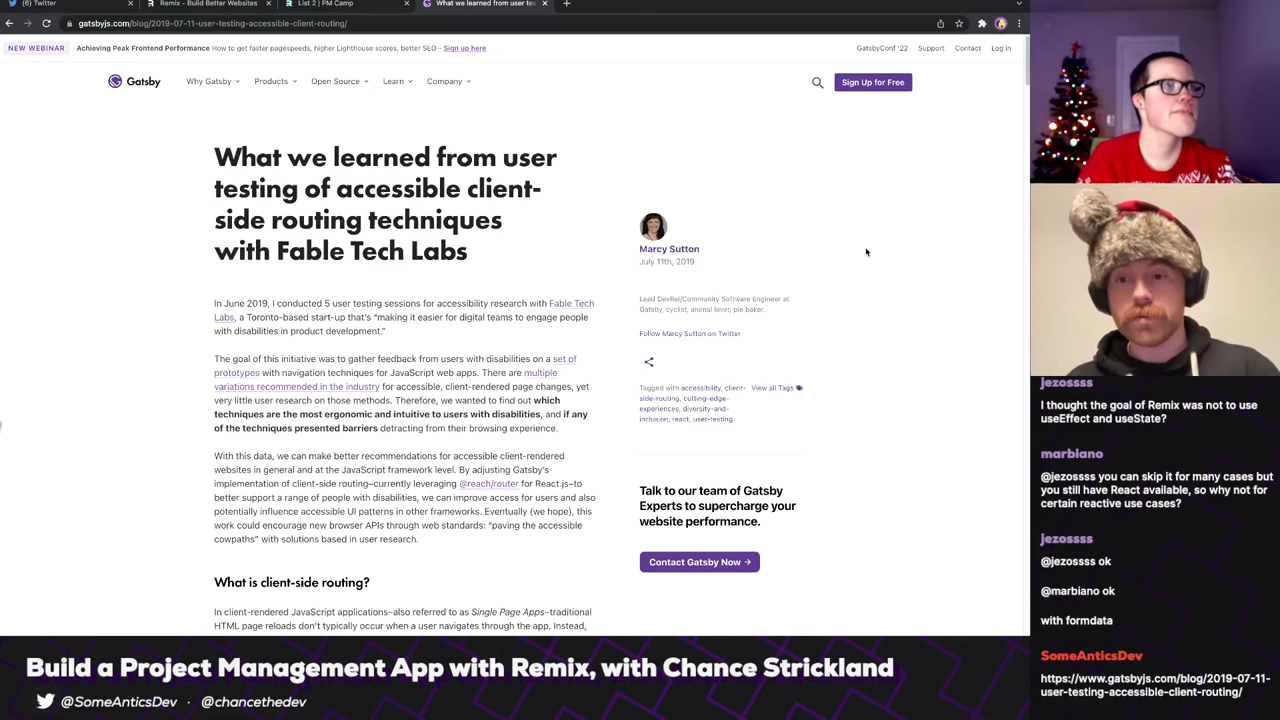 (6) Twitter
Remix - Build Better Websites
List 2 | PM Camp
What we learned from user tes
gatsbyjs.com/blog/2019-07-11-user-testing-accessible-client-routing/
NEW WEBINAR
Achieving Peak Frontend Performance How to get faster pagespeeds, higher Lighthouse scores, better SEO - Sign up here
GatsbyConf '22 Support Contact Log in
Gatsby
Why Gatsby Products Open Source Learn Company
Sign Up for Free
What we learned from user
testing of accessible client-
side routing techniques
with Fable Tech Labs
Marcy Sutton
July 11th, 2019
Lead DevRel/Community Software Engineer at
Gatsby, cyclist, animal lover, pie baker.
Follow Marcy Sutton on Twitter
Tagged with accessibility, client-
side-routing, cutting-edge-
experiences, diversity-and-
inclusion, react, user-testing
View all Tags
Talk to our team of Gatsby
Experts to supercharge your
website performance.
Contact Gatsby Now →
In June 2019, I conducted 5 user testing sessions for accessibility research with Fable Tech
Labs, a Toronto-based start-up that's "making it easier for digital teams to engage people
with disabilities in product development."
The goal of this initiative was to gather feedback from users with disabilities on a set of
prototypes with navigation techniques for JavaScript web apps. There are multiple
variations recommended in the industry for accessible, client-rendered page changes, yet
very little user research on those methods. Therefore, we wanted to find out which
techniques are the most ergonomic and intuitive to users with disabilities, and if any
of the techniques presented barriers detracting from their browsing experience.
With this data, we can make better recommendations for accessible client-rendered
websites in general and at the JavaScript framework level. By adjusting Gatsby's
implementation of client-side routing–currently leveraging @reach/router for React.js–to
better support a range of people with disabilities, we can improve access for users and also
potentially influence accessible UI patterns in other frameworks. Eventually (we hope), this
work could encourage new browser APIs through web standards: "paving the accessible
cowpaths" with solutions based in user research.
What is client-side routing?
In client-rendered JavaScript applications–also referred to as Single Page Apps–traditional
HTML page reloads don't typically occur when a user navigates through the app. Instead,
jezossss
I thought the goal of Remix was not to use
useEffect and useState?
marbiano
@jezossss you can skip it for many cases but
you still have React available, so why not for
certain reactive use cases?
jezossss
@jezossss ok
@marbiano ok
with formdata
SomeAnticsDev
https://www.gatsbyjs.com/blog/2019-07-11-
user-testing-accessible-client-routing/
Build a Project Management App with Remix, with Chance Strickland
@SomeAnticsDev · @chancethedev